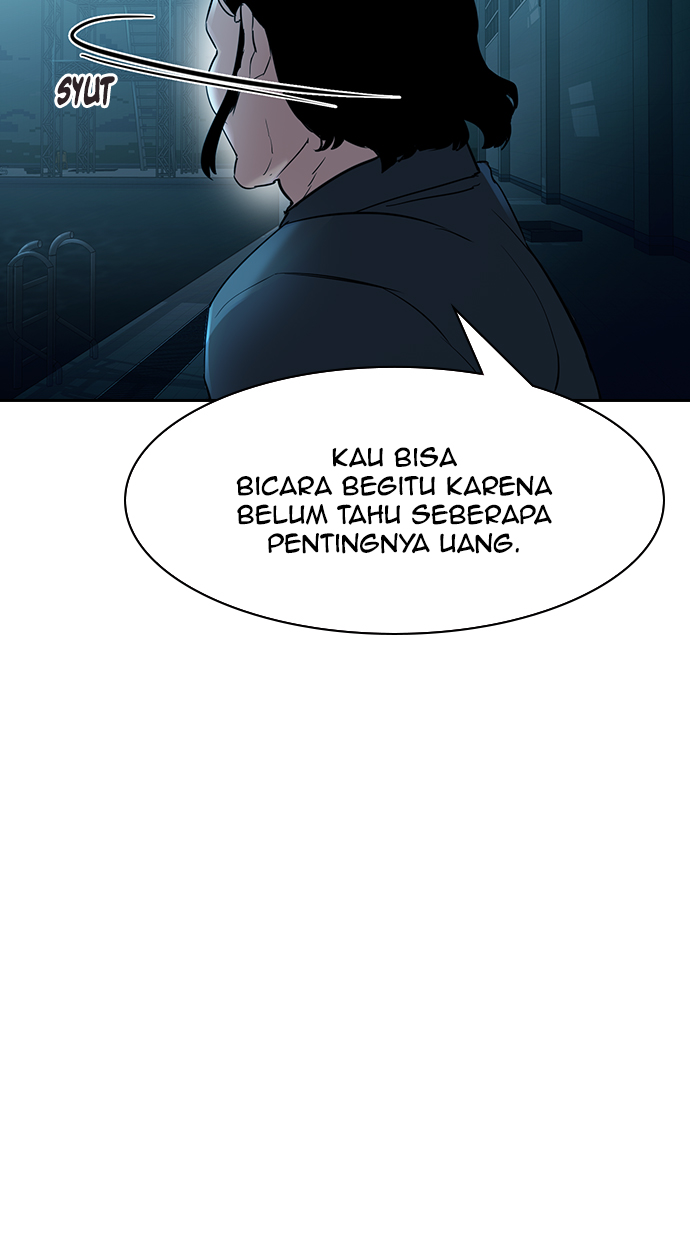 SYUT
KAU BISA
BICARA BEGITU KARENA
BELUM TAHU SEBERAPA
PENTINGNYA UANG.